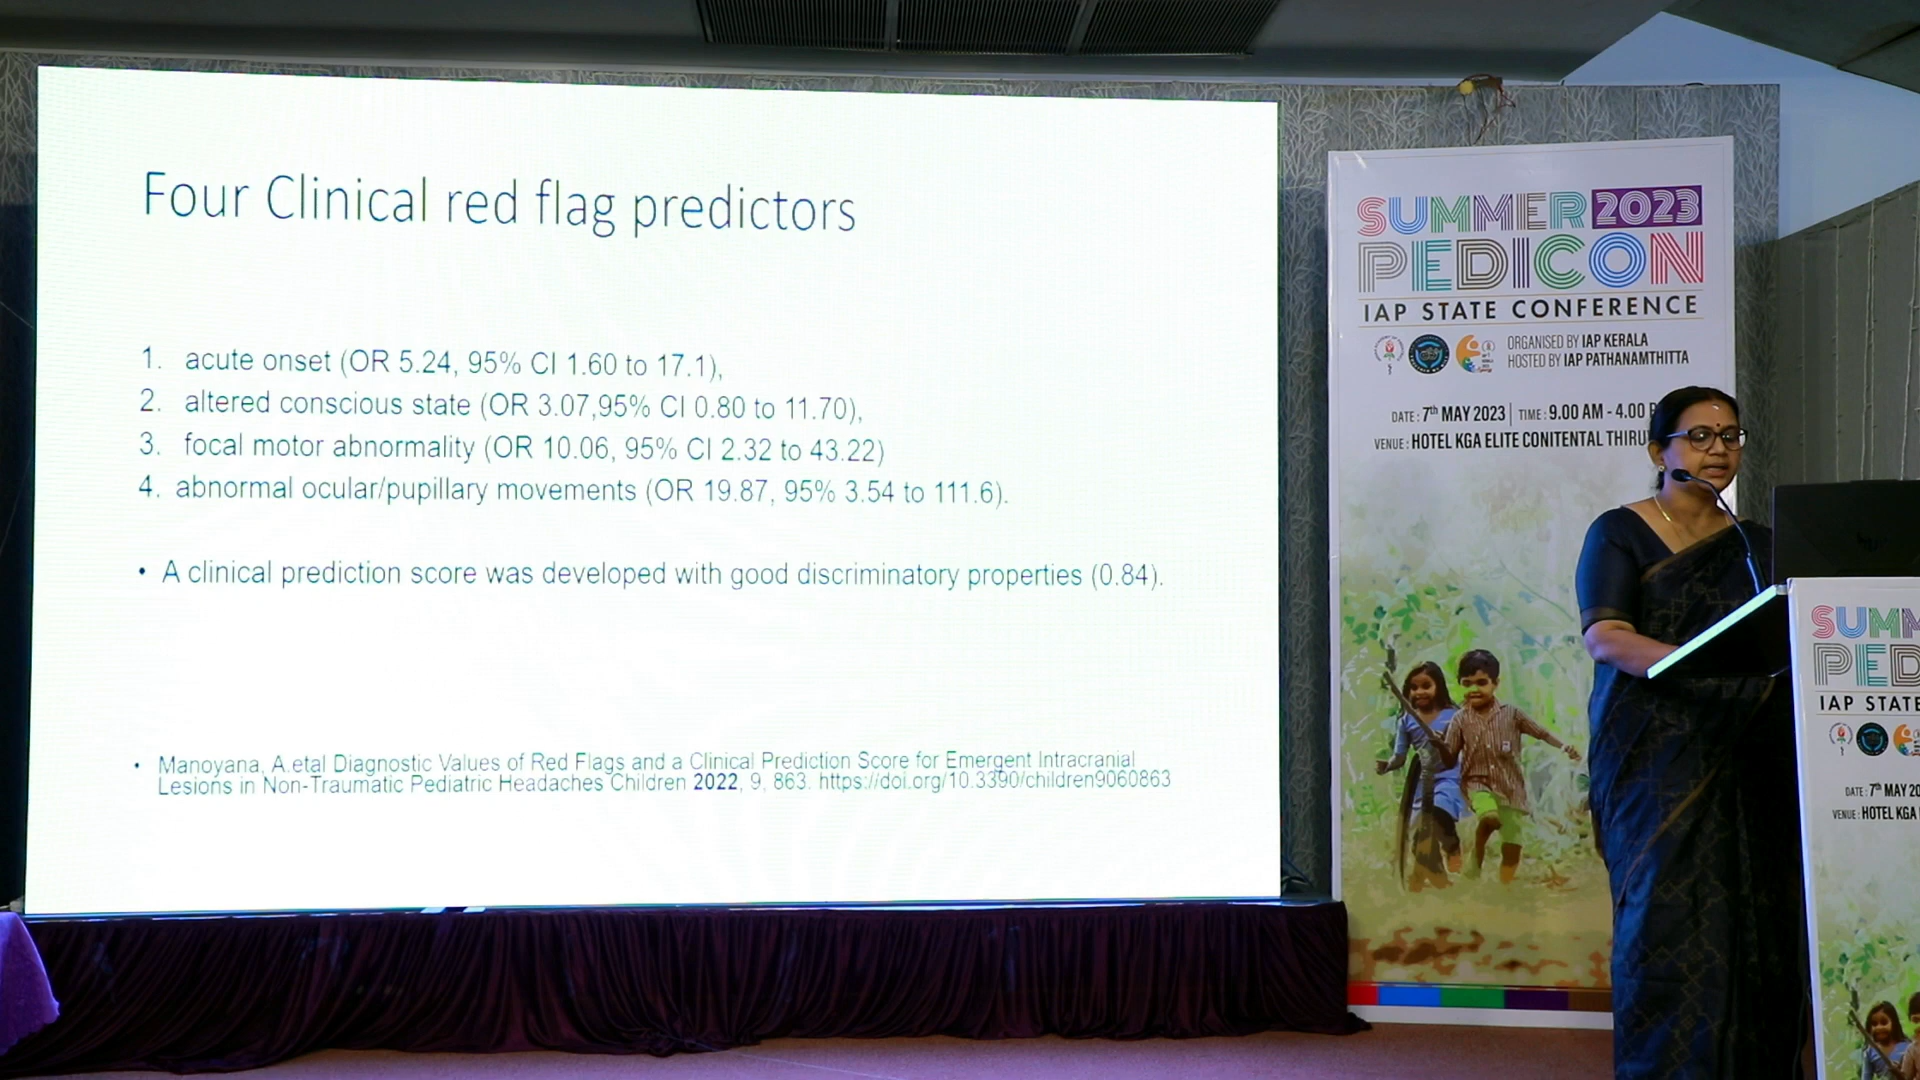 Four Clinical red flag predictors
1. acute onset (OR 5.24, 95% CI 1.60 to 17.1),
2. altered conscious state (OR 3.07,95% CI 0.80 to 11.70),
3. focal motor abnormality (OR 10.06, 95% CI 2.32 to 43.22)
4. abnormal ocular/pupillary movements (OR 19.87, 95% 3.54 to 111.6).
• A clinical prediction score was developed with good discriminatory properties (0.84).
• Manoyana, A.etal Diagnostic Values of Red Flags and a Clinical Prediction Score for Emergent Intracranial
Lesions in Non-Traumatic Pediatric Headaches Children 2022, 9, 863. https://doi.org/10.3390/children9060863
SUMMER 2023
PEDICON
IAP STATE CONFERENCE
ORGANISED BY IAP KERALA
HOSTED BY IAP PATHANAMTHITTA
DATE : 7th MAY 2023 | TIME : 9.00 AM - 4.00
VENUE : HOTEL KGA ELITE CONITENTAL
SUMM
PED
IAP STATE
DATE : 7th MAY 20
VENUE : HOTEL KGA